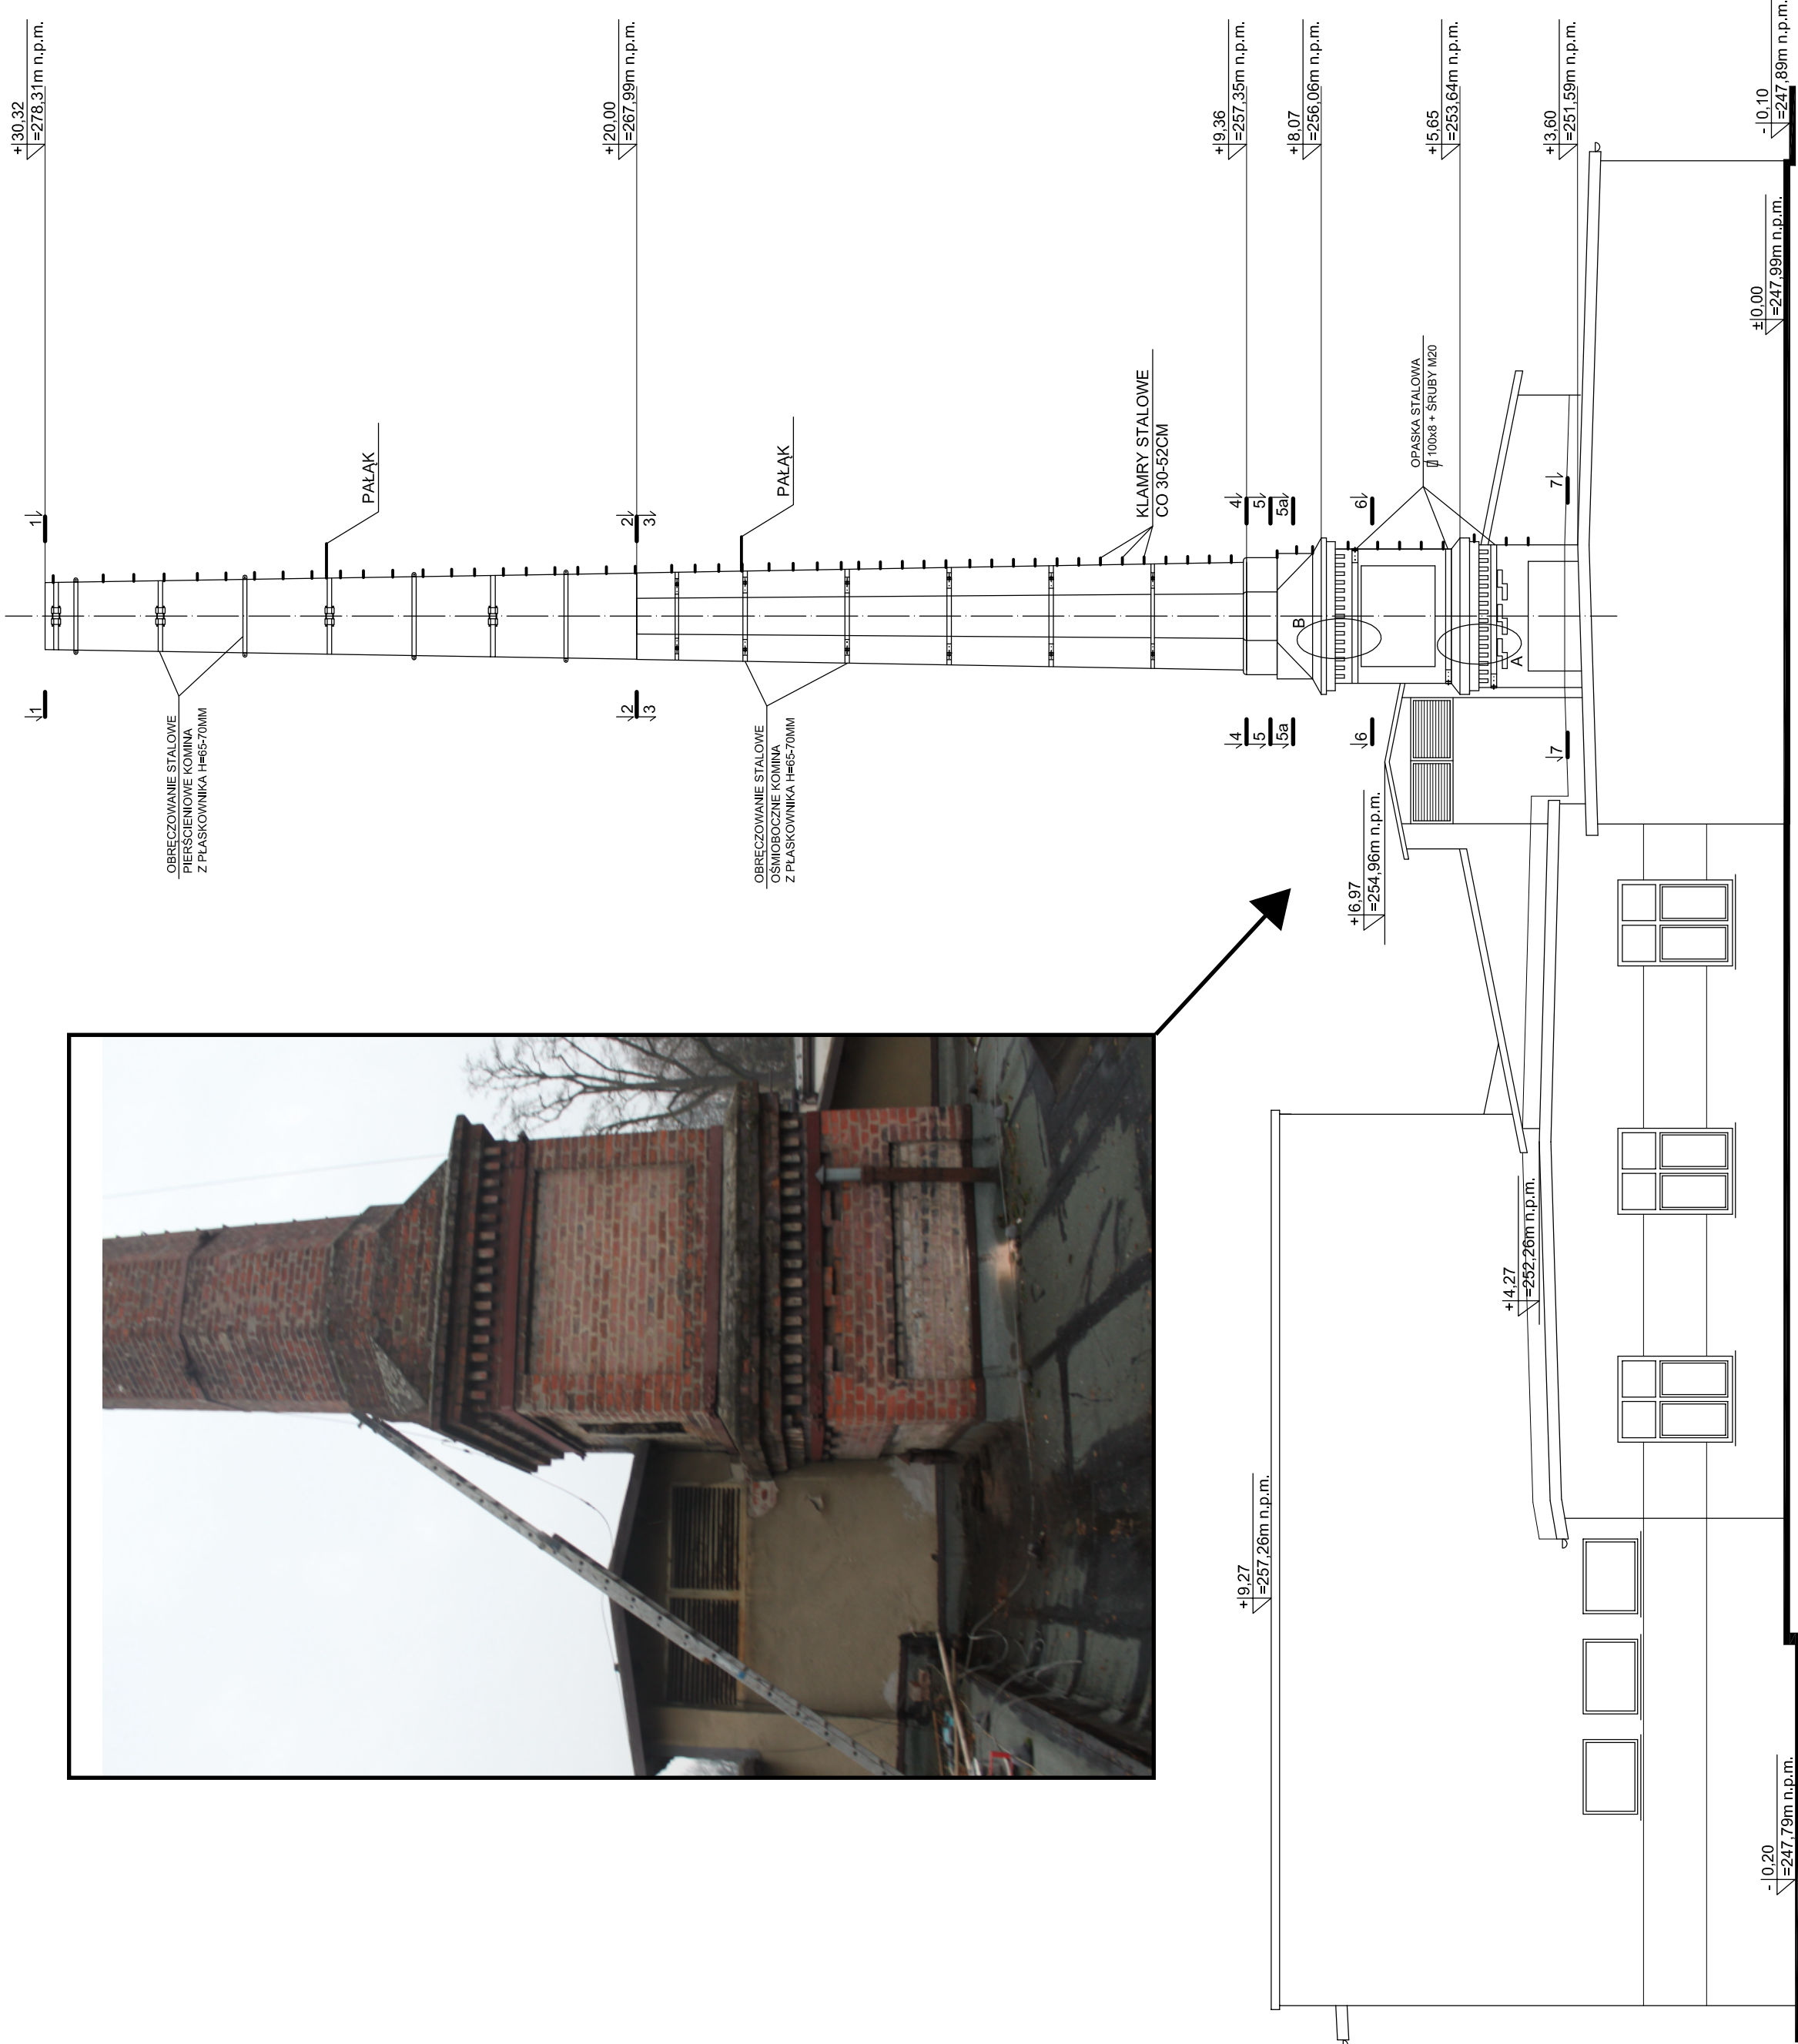 +30,32
=278,31m n.p.m.
+20,00
=267,99m n.p.m.
+9,36
=257,35m n.p.m.
+8,07
=256,06m n.p.m.
+5,65
=253,64m n.p.m.
+3,60
=251,59m n.p.m.
- 0,10
=247,89m n.p.m.
±0,00
=247,99m n.p.m.
1
1
PAŁĄK
OBRĘCZOWANIE STALOWE
PIERŚCIENIOWE KOMINA
Z PŁASKOWNIKA H=65-70MM
2
3
2
3
PAŁĄK
OBRĘCZOWANIE STALOWE
OŚMIOBOCZNE KOMINA
Z PŁASKOWNIKA H=65-70MM
KLAMRY STALOWE
CO 30-52CM
4
5
5a
4
5
5a
B
6
6
OPASKA STALOWA
100x8 + ŚRUBY M20
A
7
7
+6,97
=254,96m n.p.m.
+4,27
=252,26m n.p.m.
+9,27
=257,26m n.p.m.
- 0,20
=247,79m n.p.m.